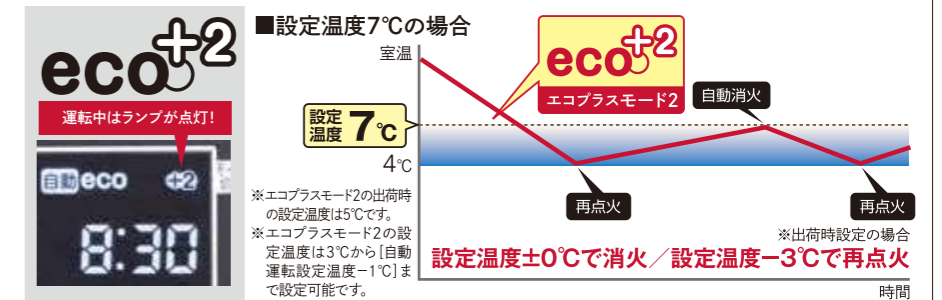 eco+2
運転中はランプが点灯!
自動eco +2
8:30
■設定温度7℃の場合
室温
eco+2
エコプラスモード2
自動消火
設定温度 7℃
4℃
再点火
再点火
※エコプラスモード2の出荷時
の設定温度は5℃です。
※エコプラスモード2の設
定温度は3℃から[自動
運転設定温度−1℃]ま
で設定可能です。
※出荷時設定の場合
設定温度±0℃で消火/設定温度−3℃で再点火
時間